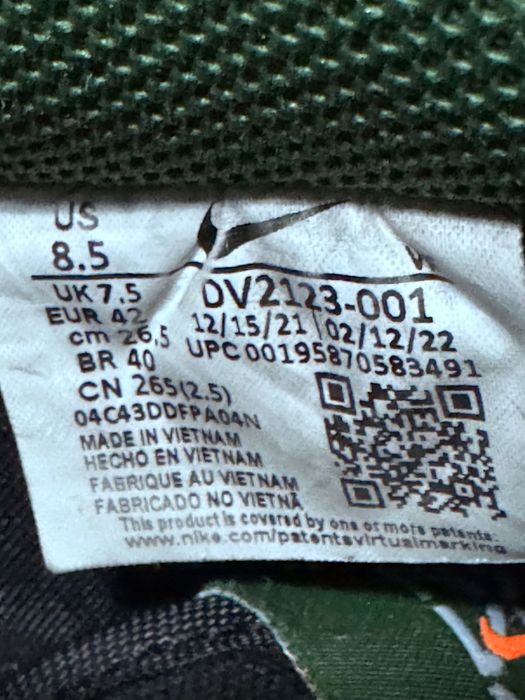 US
8.5
UK 7.5
EUR 42
cm 26,5
BR 40
CN 265(2.5)
DV2123-001
12/15/21 02/12/22
UPC00195870583491
04C43DDFPA04N
MADE IN VIETNAM
HECHO EN VIETNAM
FABRIQUE AU VIETNAM
FABRICADO NO VIETNÃ
This product is covered by one or more patents:
www.nike.com/patentsvirtualmarking